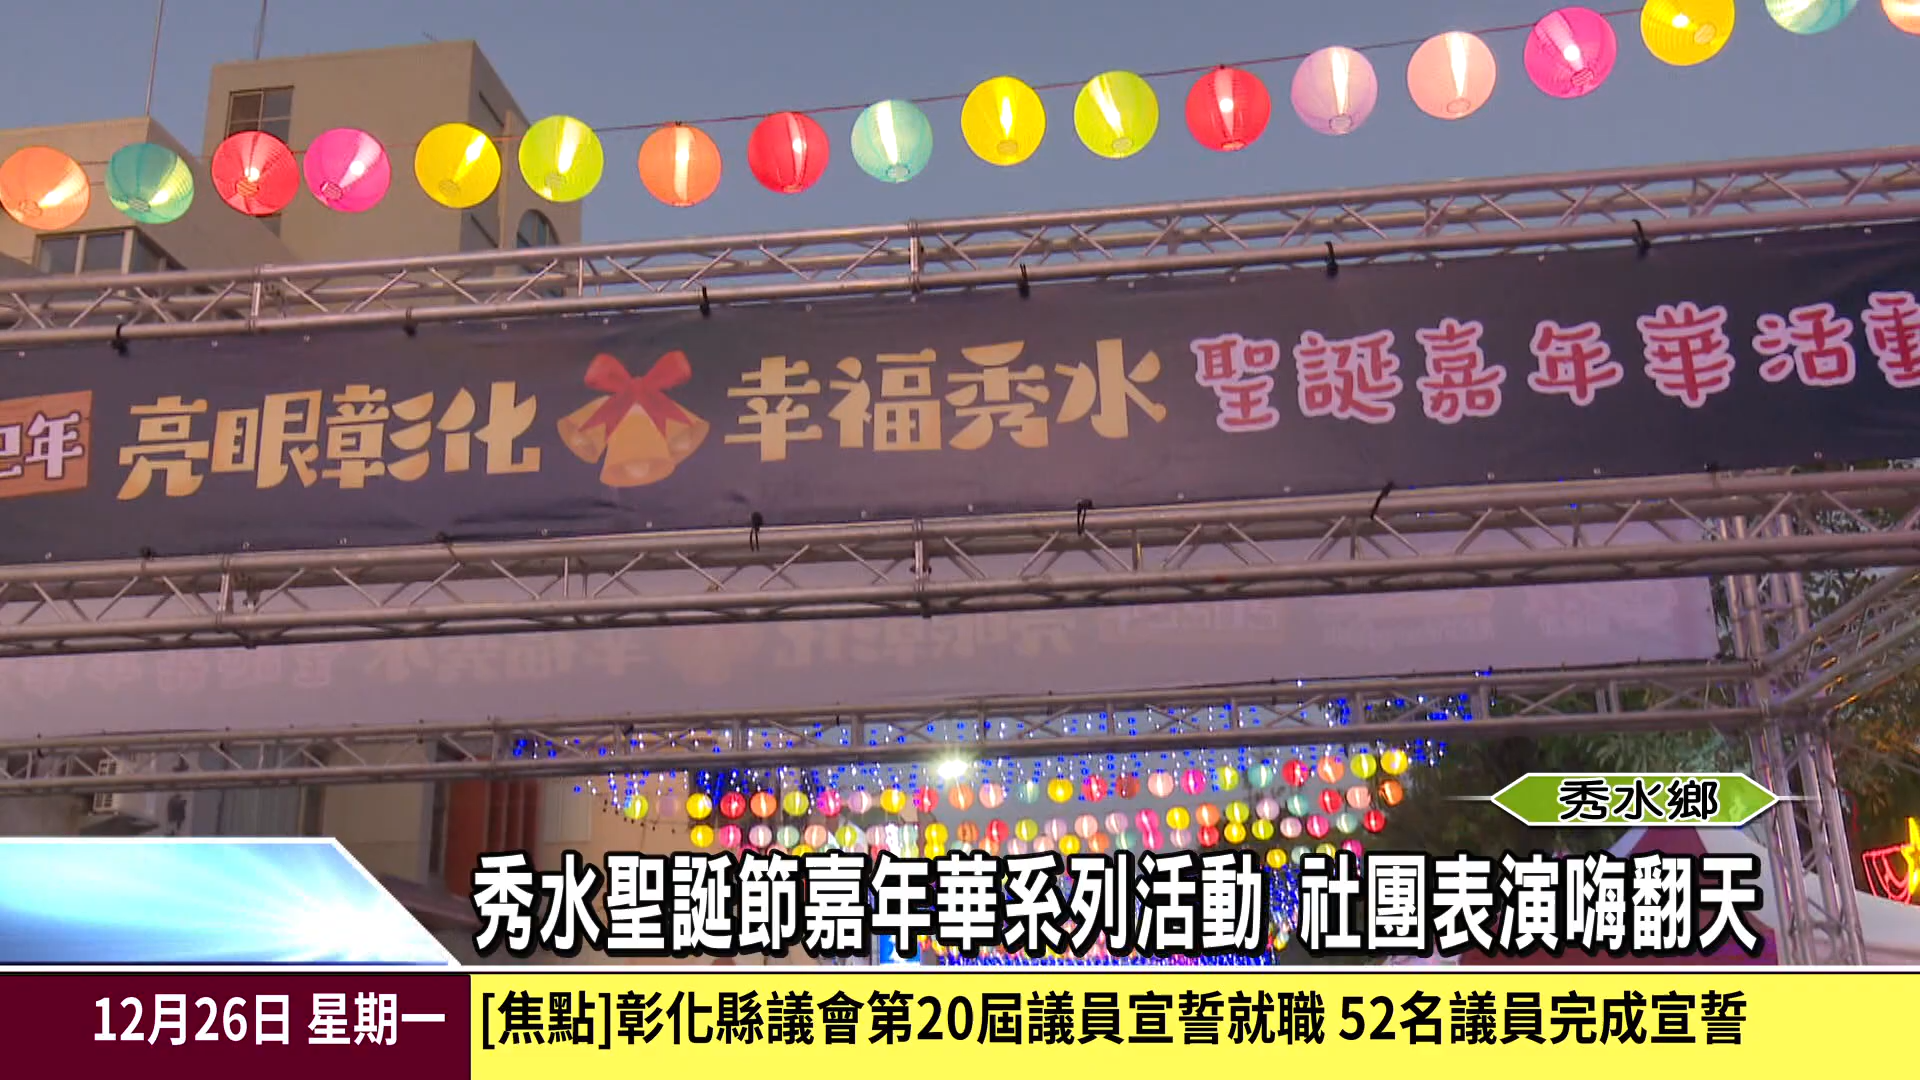 年 亮眼彰化 幸福秀水 聖誕嘉年華活動
秀水鄉
秀水聖誕節嘉年華系列活動 社團表演嗨翻天
12月26日 星期一
[焦點]彰化縣議會第20屆議員宣誓就職 52名議員完成宣誓